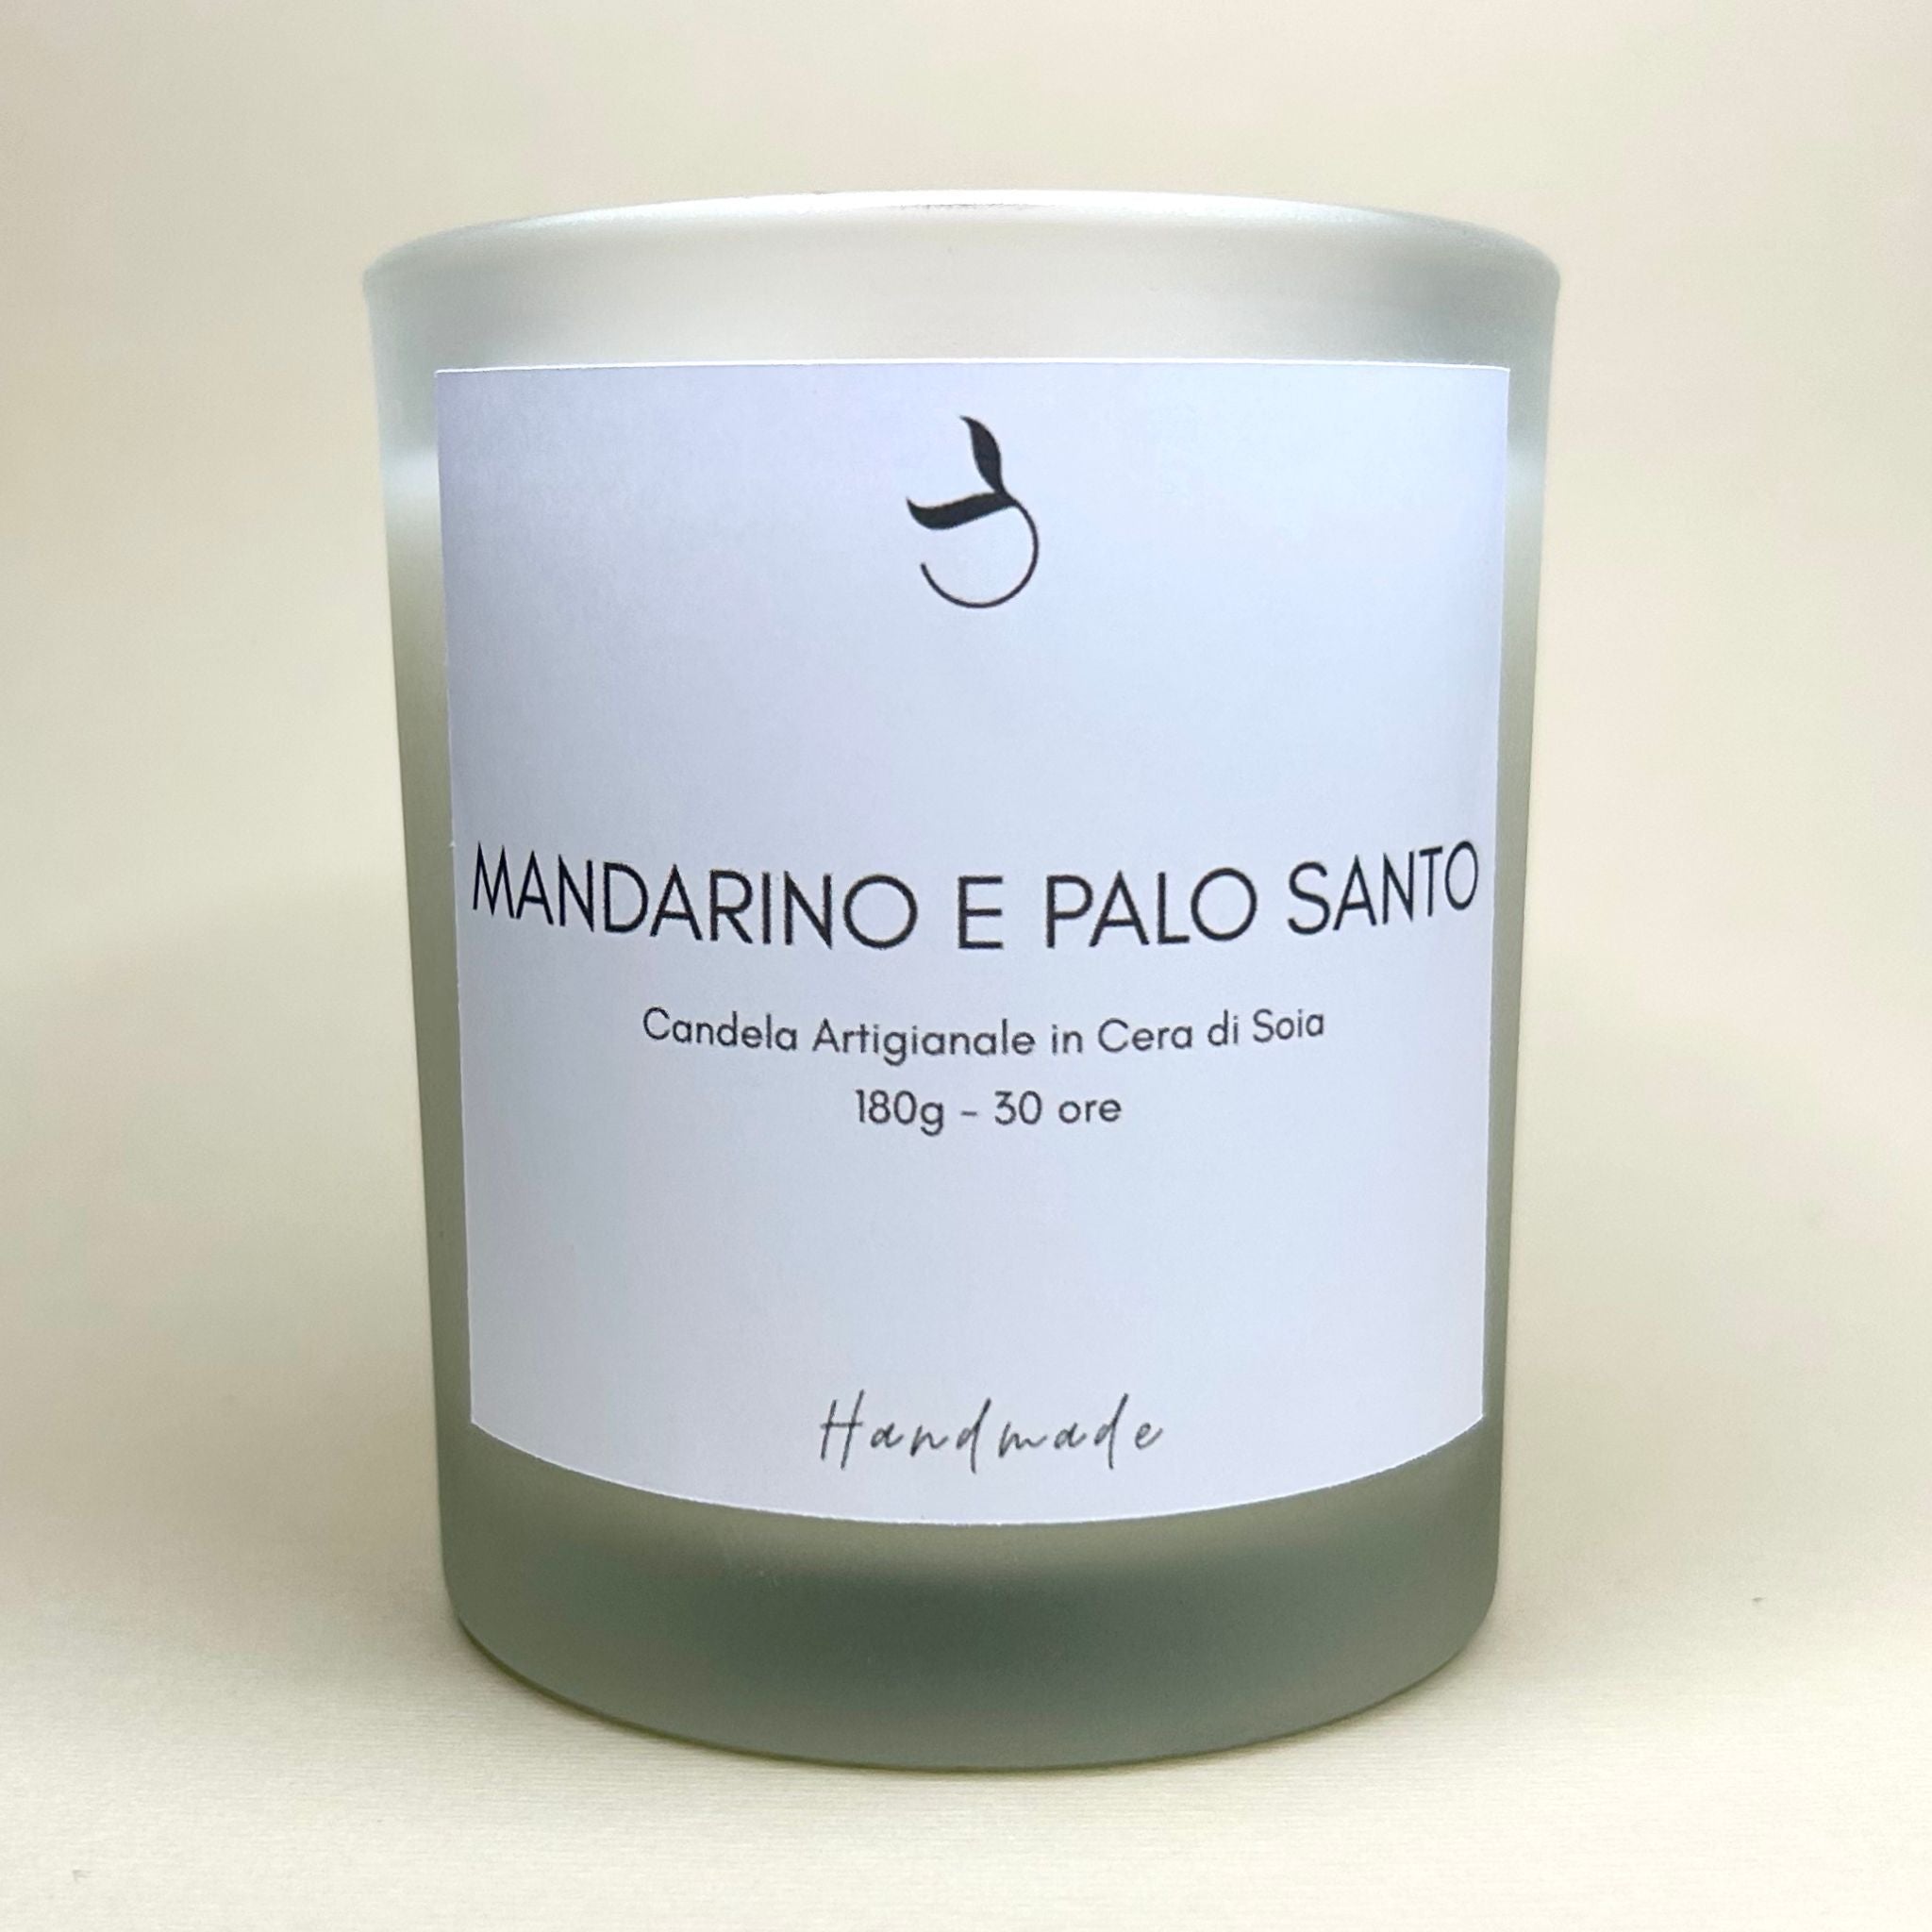 MANDARINO E PALO SANTO
Candela Artigianale in Cera di Soia
180g - 30 ore
Handmade